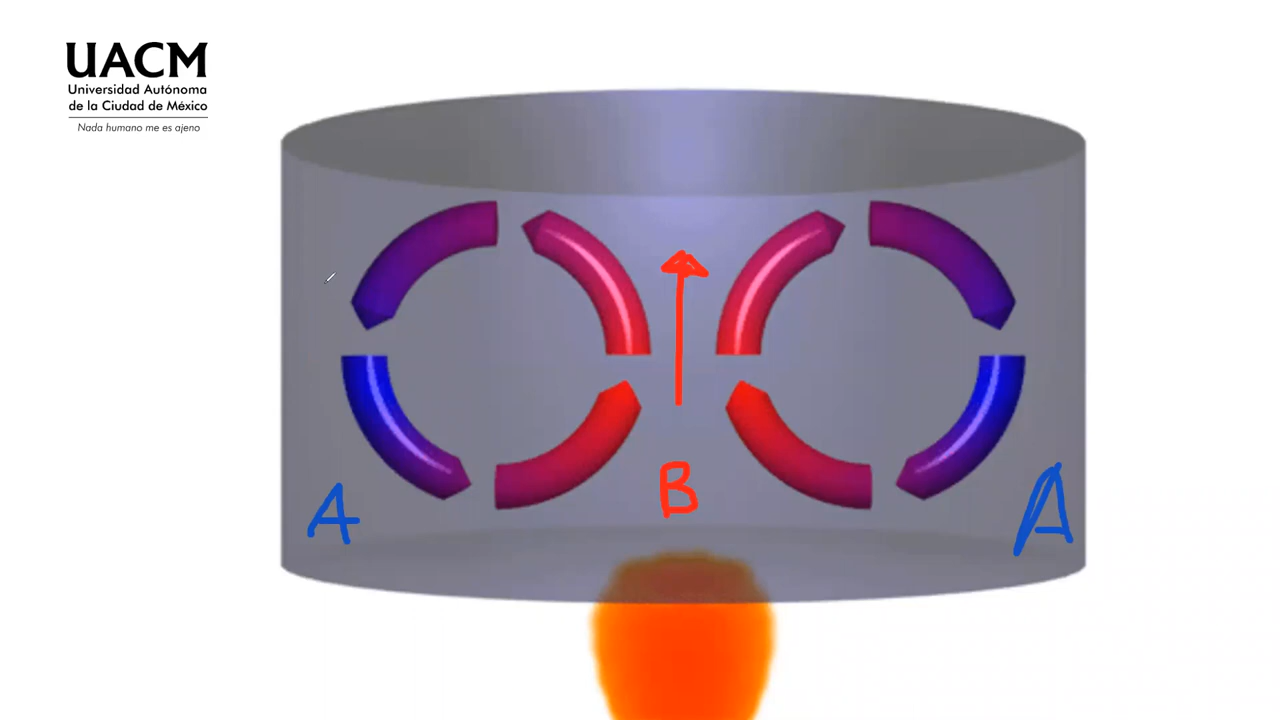 UACM
Universidad Autónoma
de la Ciudad de México
Nada humano me es ajeno
A
B
A